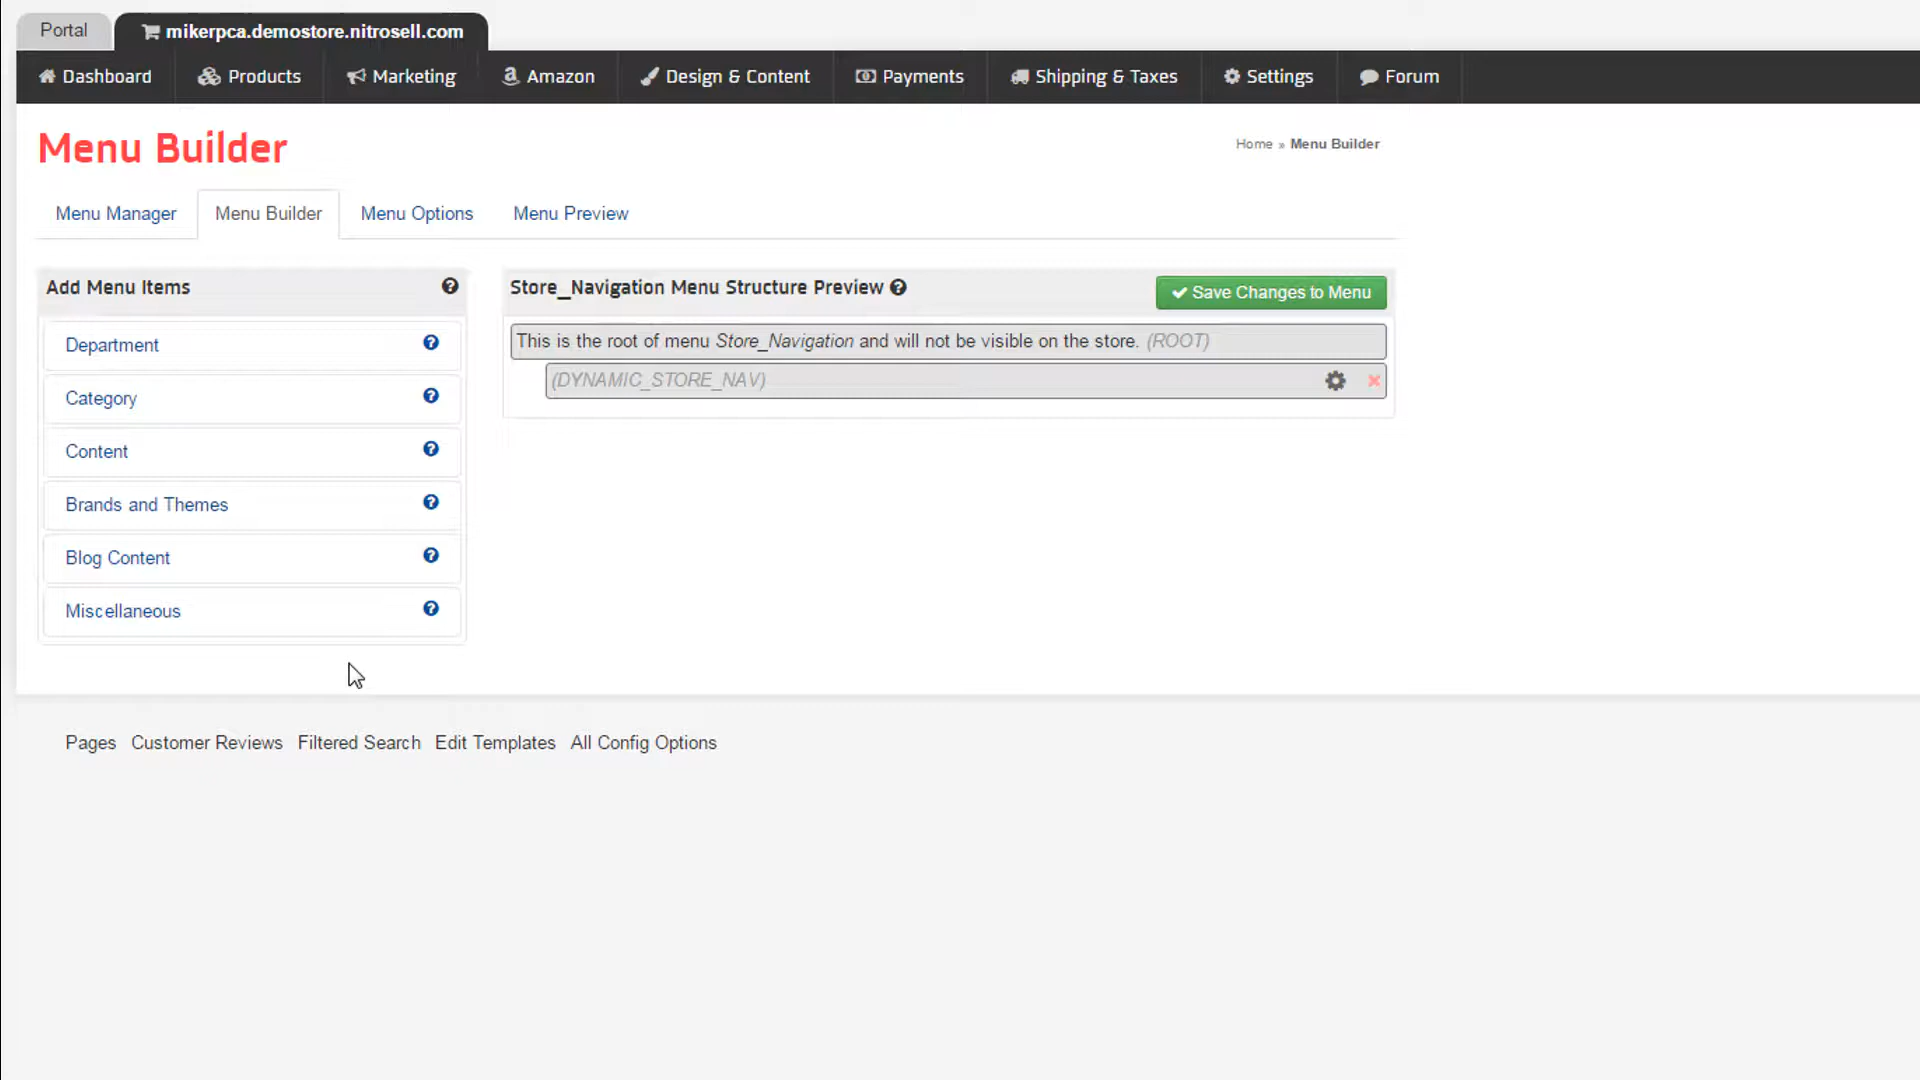 Portal
mikerpca.demostore.nitrosell.com
Dashboard Products Marketing Amazon Design & Content Payments Shipping & Taxes Settings Forum
Menu Builder
Home » Menu Builder
Menu Manager Menu Builder Menu Options Menu Preview
Add Menu Items
Department
Category
Content
Brands and Themes
Blog Content
Miscellaneous
Store_Navigation Menu Structure Preview
Save Changes to Menu
This is the root of menu Store_Navigation and will not be visible on the store. (ROOT)
(DYNAMIC_STORE_NAV)
Pages Customer Reviews Filtered Search Edit Templates All Config Options